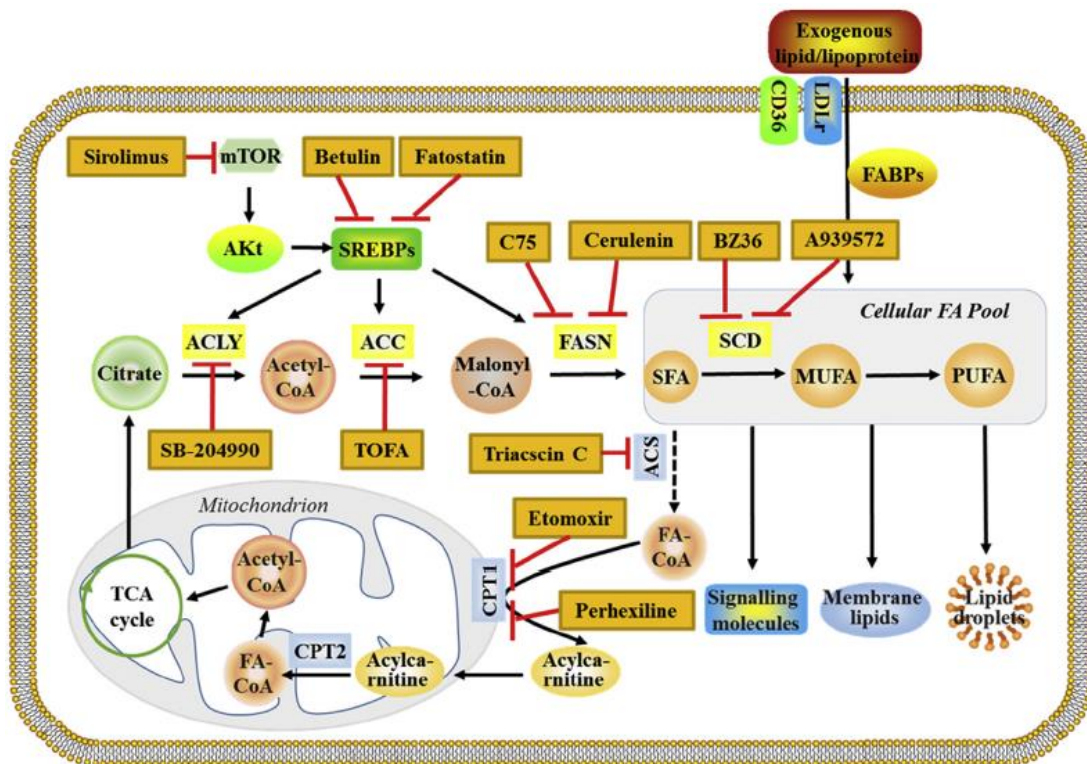 Exogenous
lipid/lipoprotein
CD36
LDLr
FABPs
Sirolimus
mTOR
Betulin
Fatostatin
AKt
SREBPs
C75
Cerulenin
BZ36
A939572
Cellular FA Pool
ACLY
ACC
FASN
SCD
Citrate
Acetyl-
CoA
Malonyl
-CoA
SFA
MUFA
PUFA
SB-204990
TOFA
Triacscin C
ACS
Mitochondrion
Etomoxir
FA-
CoA
Acetyl-
CoA
CPT1
TCA
cycle
Perhexiline
Signalling
molecules
Membrane
lipids
Lipid
droplets
CPT2
FA-
CoA
Acylca-
rnitine
Acylca-
rnitine